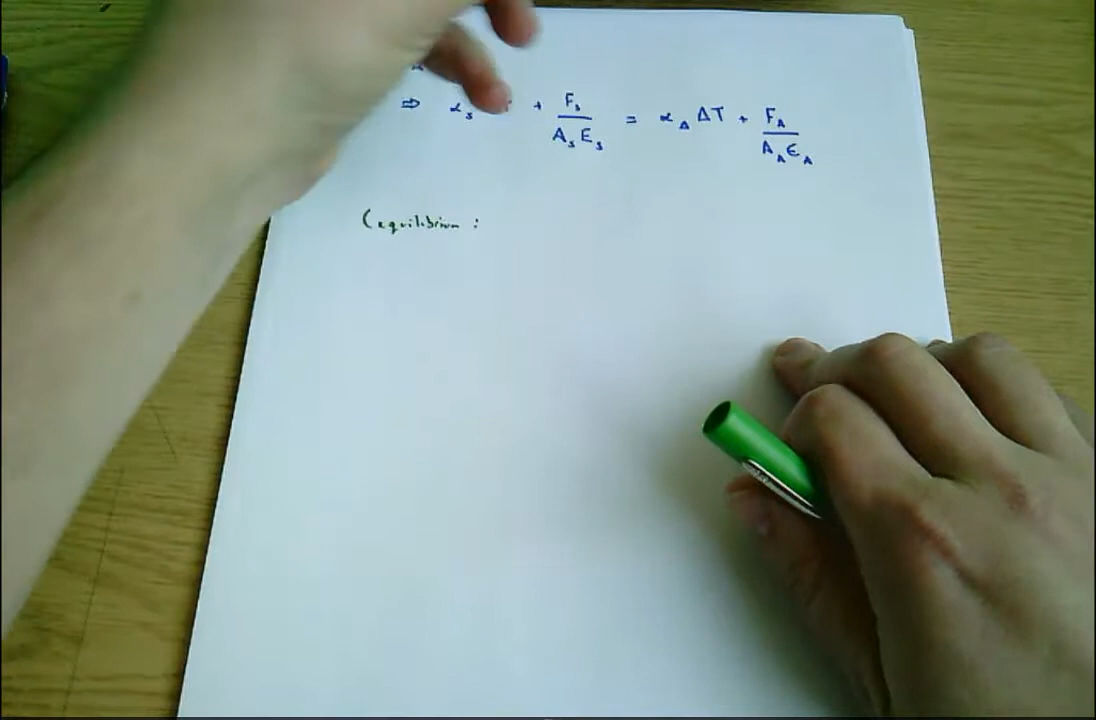 ⇒ α_s + F_s / (A_s E_s) = α_A ΔT + F_A / (A_A E_A)
(equilibrium :